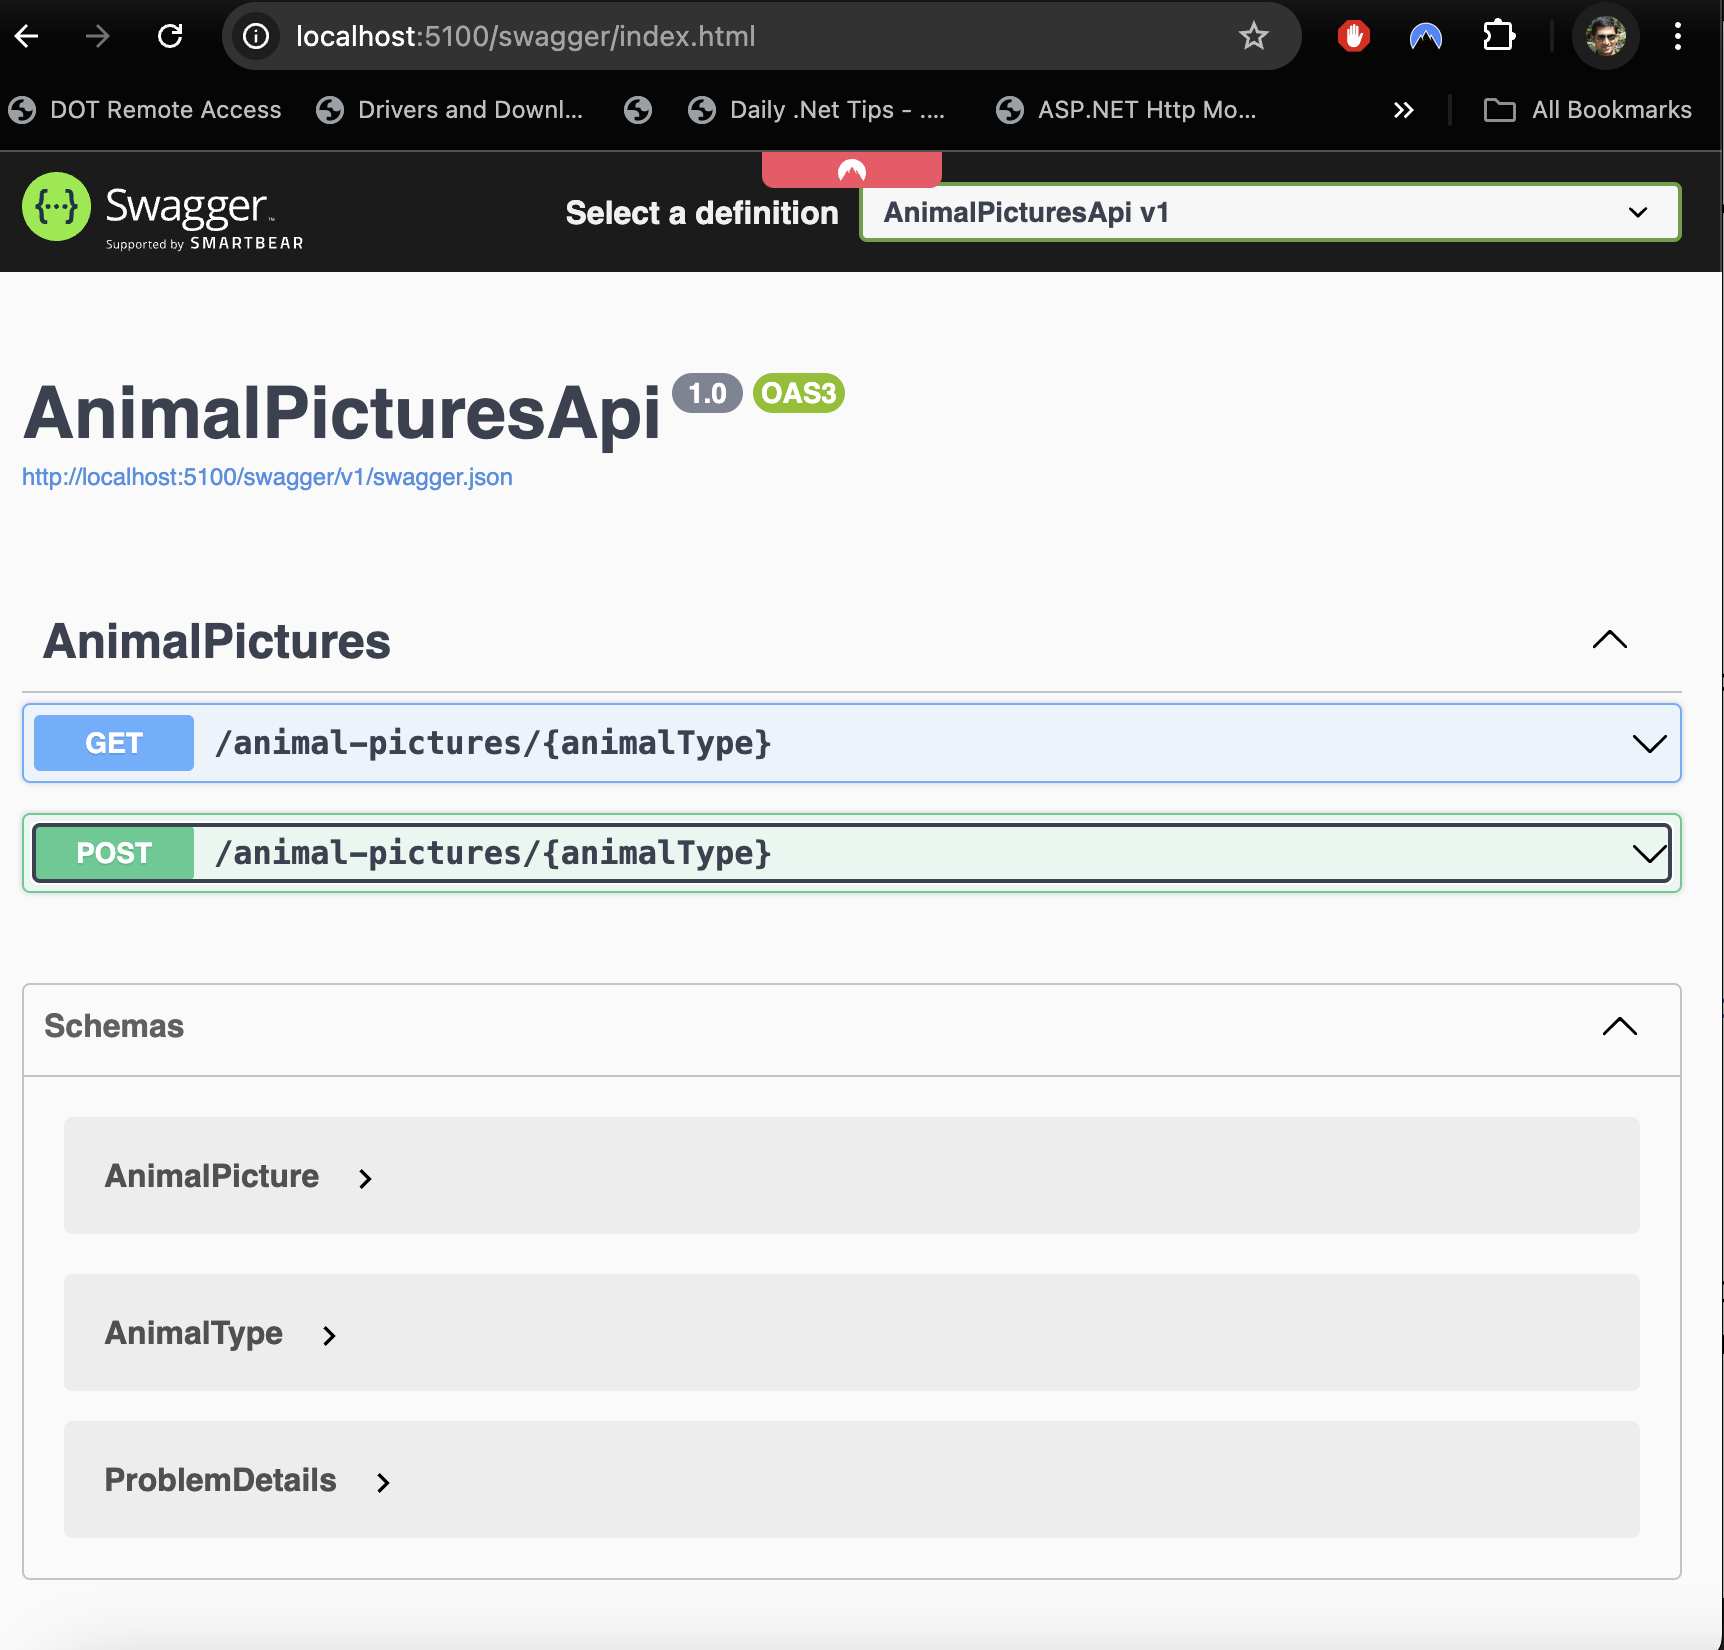 localhost:5100/swagger/index.html
DOT Remote Access
Drivers and Downl...
Daily .Net Tips - ....
ASP.NET Http Mo...
All Bookmarks
Swagger
Supported by SMARTBEAR
Select a definition
AnimalPicturesApi v1
AnimalPicturesApi 1.0 OAS3
http://localhost:5100/swagger/v1/swagger.json
AnimalPictures
GET /animal-pictures/{animalType}
POST /animal-pictures/{animalType}
Schemas
AnimalPicture
AnimalType
ProblemDetails